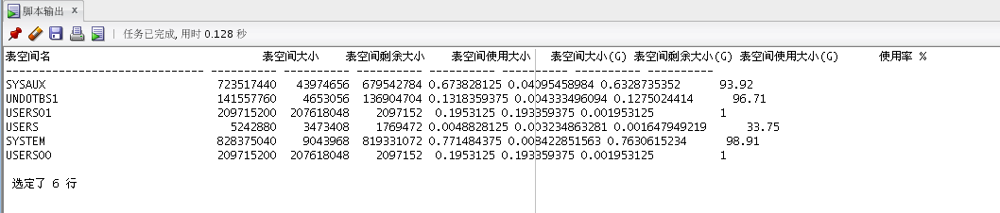 脚本输出 x
任务已完成, 用时 0.128 秒
表空间名 表空间大小 表空间剩余大小 表空间使用大小 表空间大小(G) 表空间剩余大小(G) 表空间使用大小(G) 使用率 %
------------------------------ ---------- ---------- ---------- ---------- ---------- ---------- ----------
SYSAUX 723517440 43974656 679542784 0.673828125 0.04095458984 0.6328735352 93.92
UNDOTBS1 141557760 4653056 136904704 0.1318359375 0.004333496094 0.1275024414 96.71
USERS01 209715200 207618048 2097152 0.1953125 0.193359375 0.001953125 1
USERS 5242880 3473408 1769472 0.0048828125 0.003234863281 0.001647949219 33.75
SYSTEM 828375040 9043968 819331072 0.771484375 0.008422851563 0.7630615234 98.91
USERS00 209715200 207618048 2097152 0.1953125 0.193359375 0.001953125 1
选定了 6 行